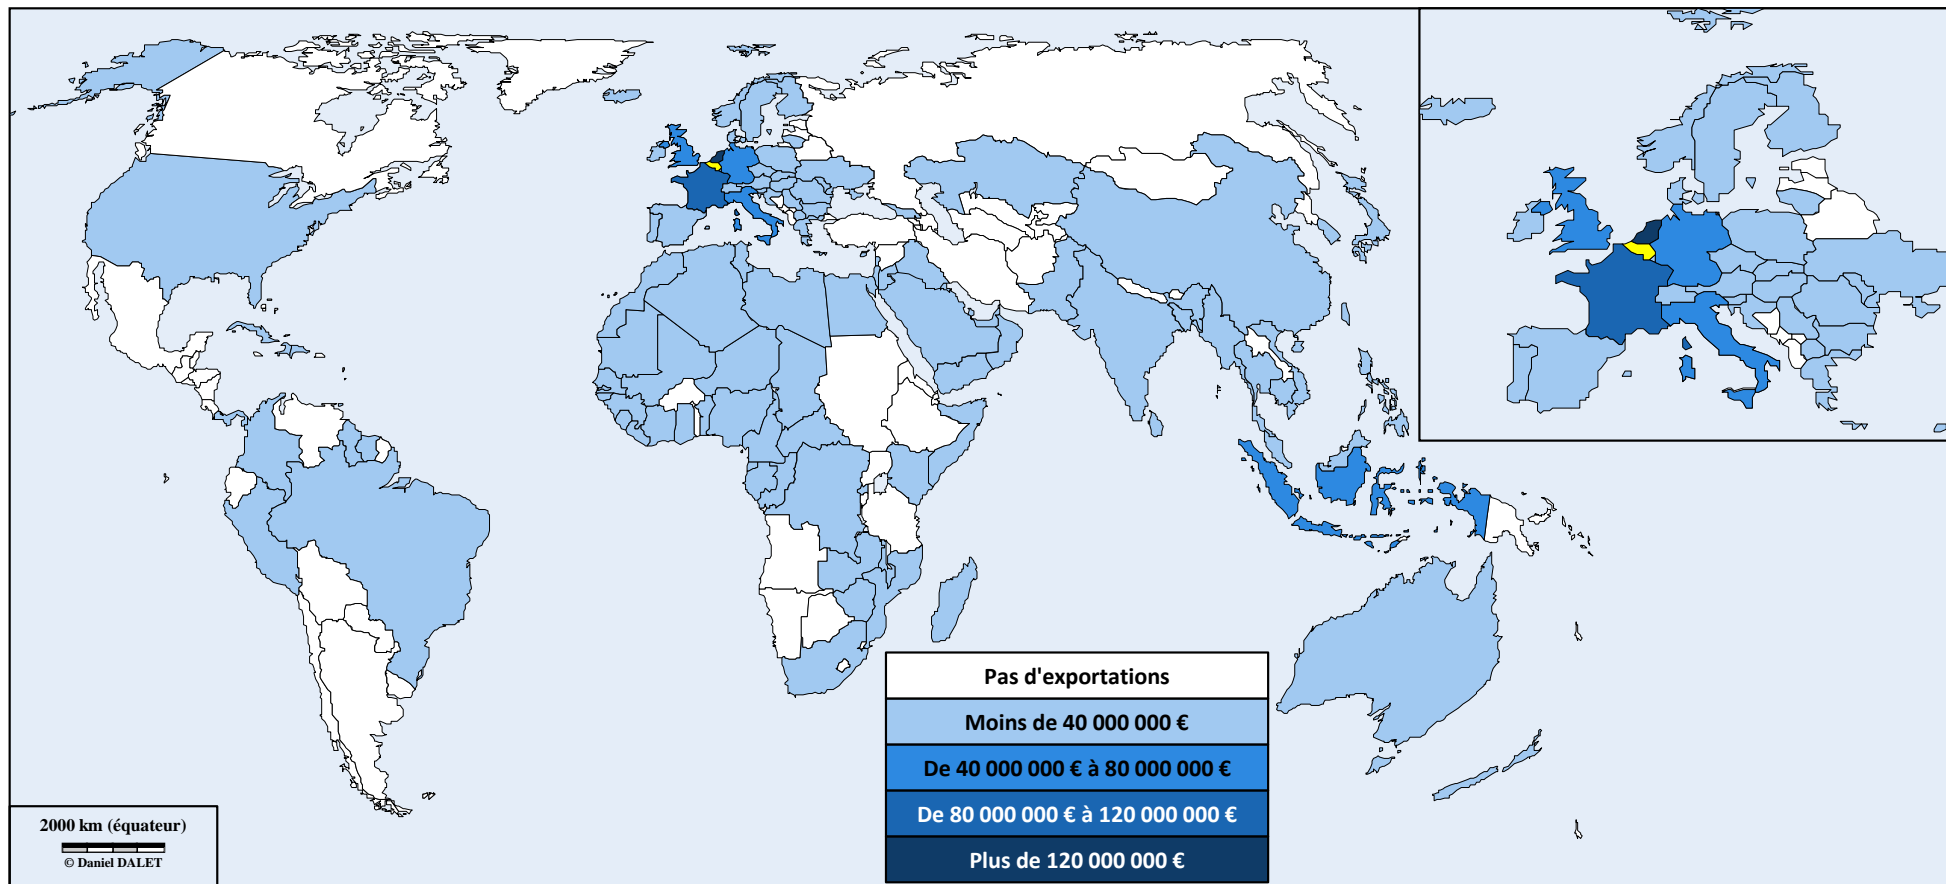 Pas d'exportations
Moins de 40 000 000 €
De 40 000 000 € à 80 000 000 €
De 80 000 000 € à 120 000 000 €
Plus de 120 000 000 €
2000 km (équateur)
© Daniel DALET